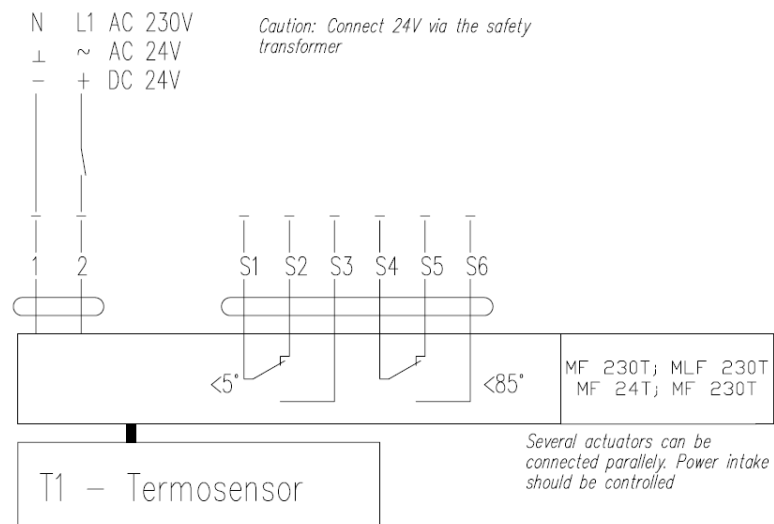 N L1 AC 230V
⊥ ~ AC 24V
− + DC 24V
Caution: Connect 24V via the safety
transformer
1 2 S1 S2 S3 S4 S5 S6
<5° <85°
MF 230T; MLF 230T
MF 24T; MF 230T
Several actuators can be
connected parallely. Power intake
should be controlled
T1 − Termosensor